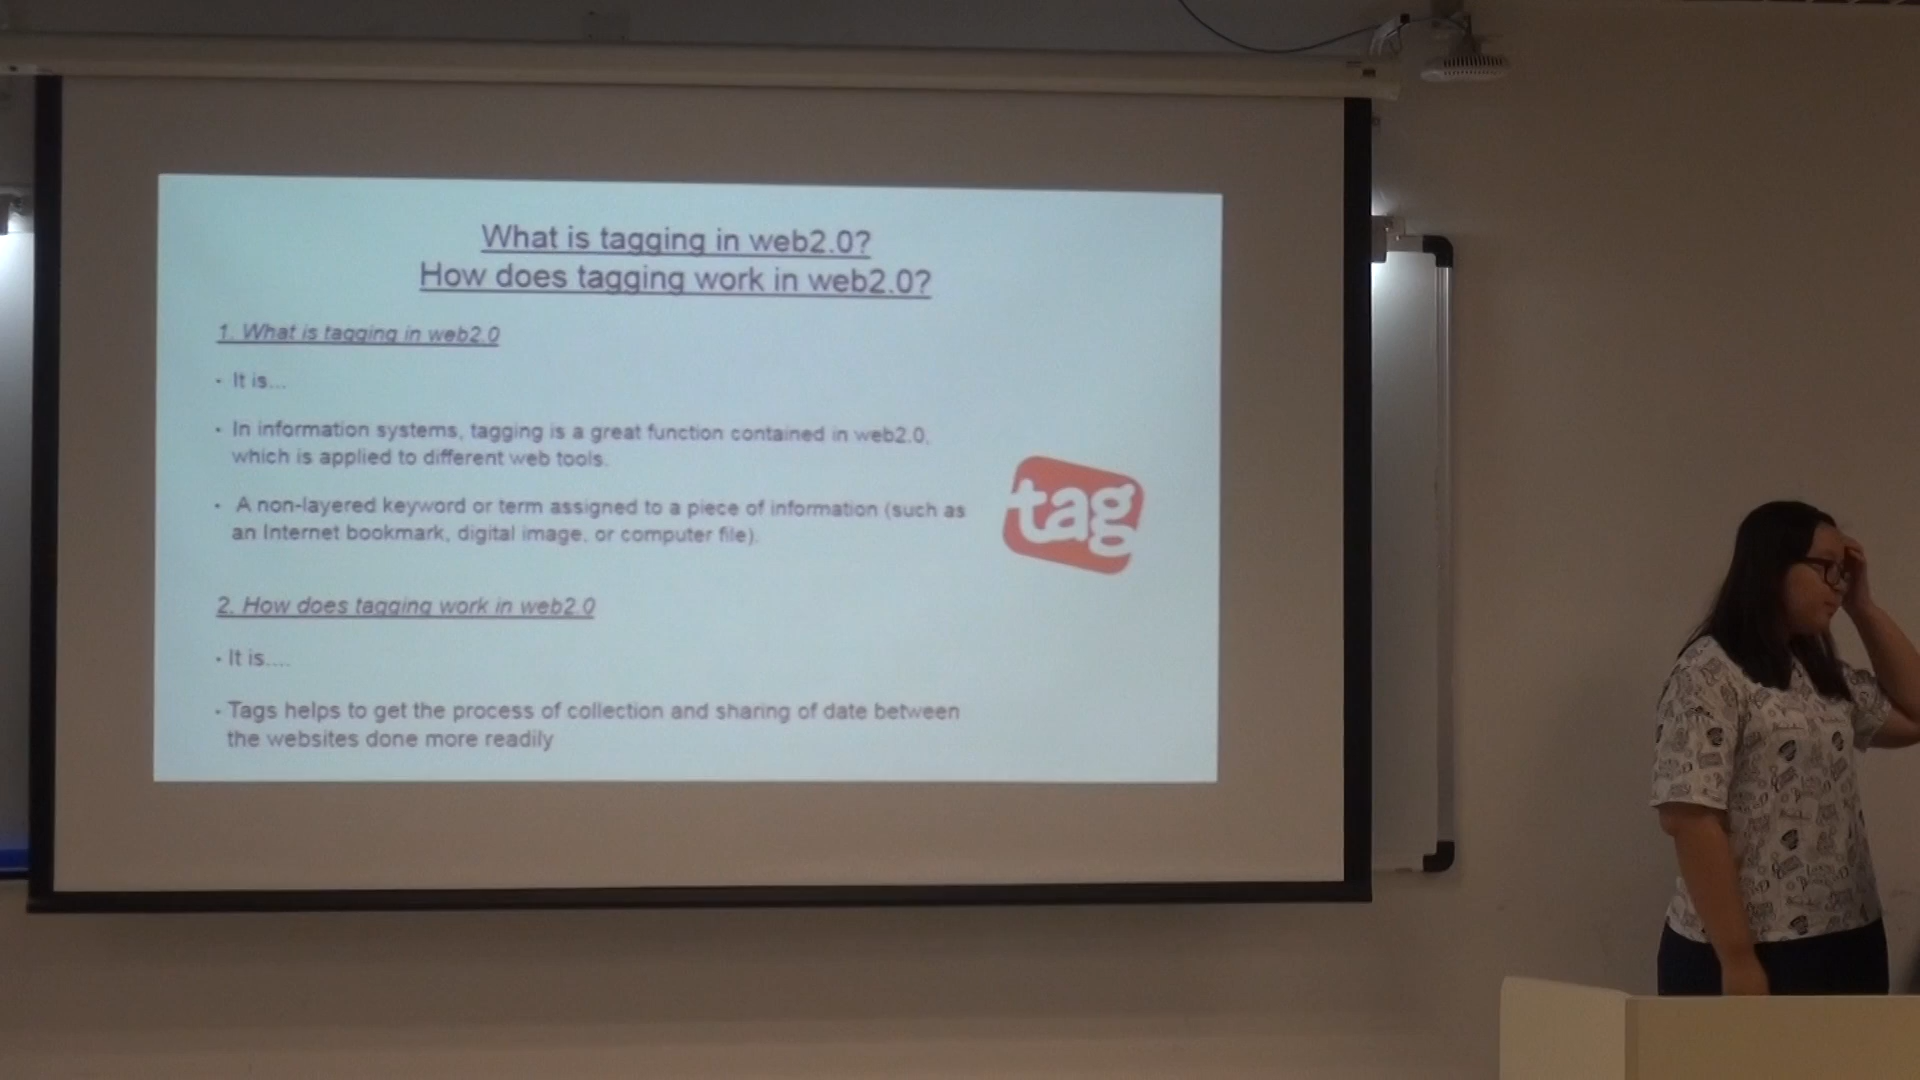 What is tagging in web2.0?
How does tagging work in web2.0?
1. What is tagging in web2.0
• It is...
• In information systems, tagging is a great function contained in web2.0,
which is applied to different web tools.
• A non-layered keyword or term assigned to a piece of information (such as
an Internet bookmark, digital image, or computer file).
tag
2. How does tagging work in web2.0
• It is....
• Tags helps to get the process of collection and sharing of date between
the websites done more readily